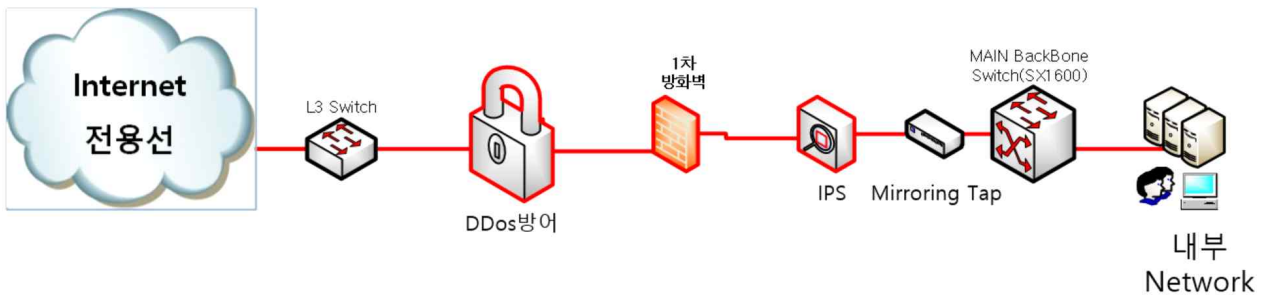 Internet
전용선
L3 Switch
DDos방어
1차
방화벽
IPS
Mirroring Tap
MAIN BackBone
Switch(SX1600)
내부
Network